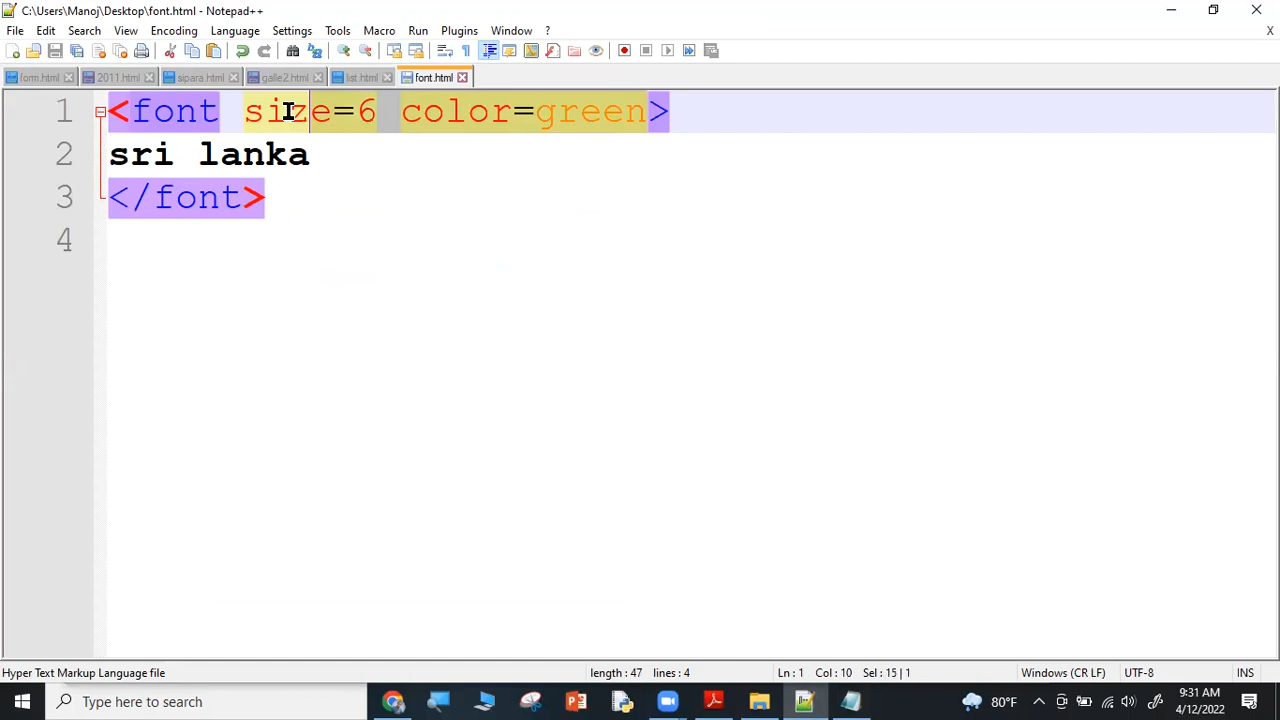 C:\Users\Manoj\Desktop\font.html - Notepad++
File Edit Search View Encoding Language Settings Tools Macro Run Plugins Window ? X
form.html 2011.html sipara.html galle2.html list.html font.html
1 <font size=6 color=green>
2 sri lanka
3 </font>
4
Hyper Text Markup Language file length : 47 lines : 4 Ln : 1 Col : 10 Sel : 15 | 1 Windows (CR LF) UTF-8 INS
Type here to search 80°F 9:31 AM
4/12/2022